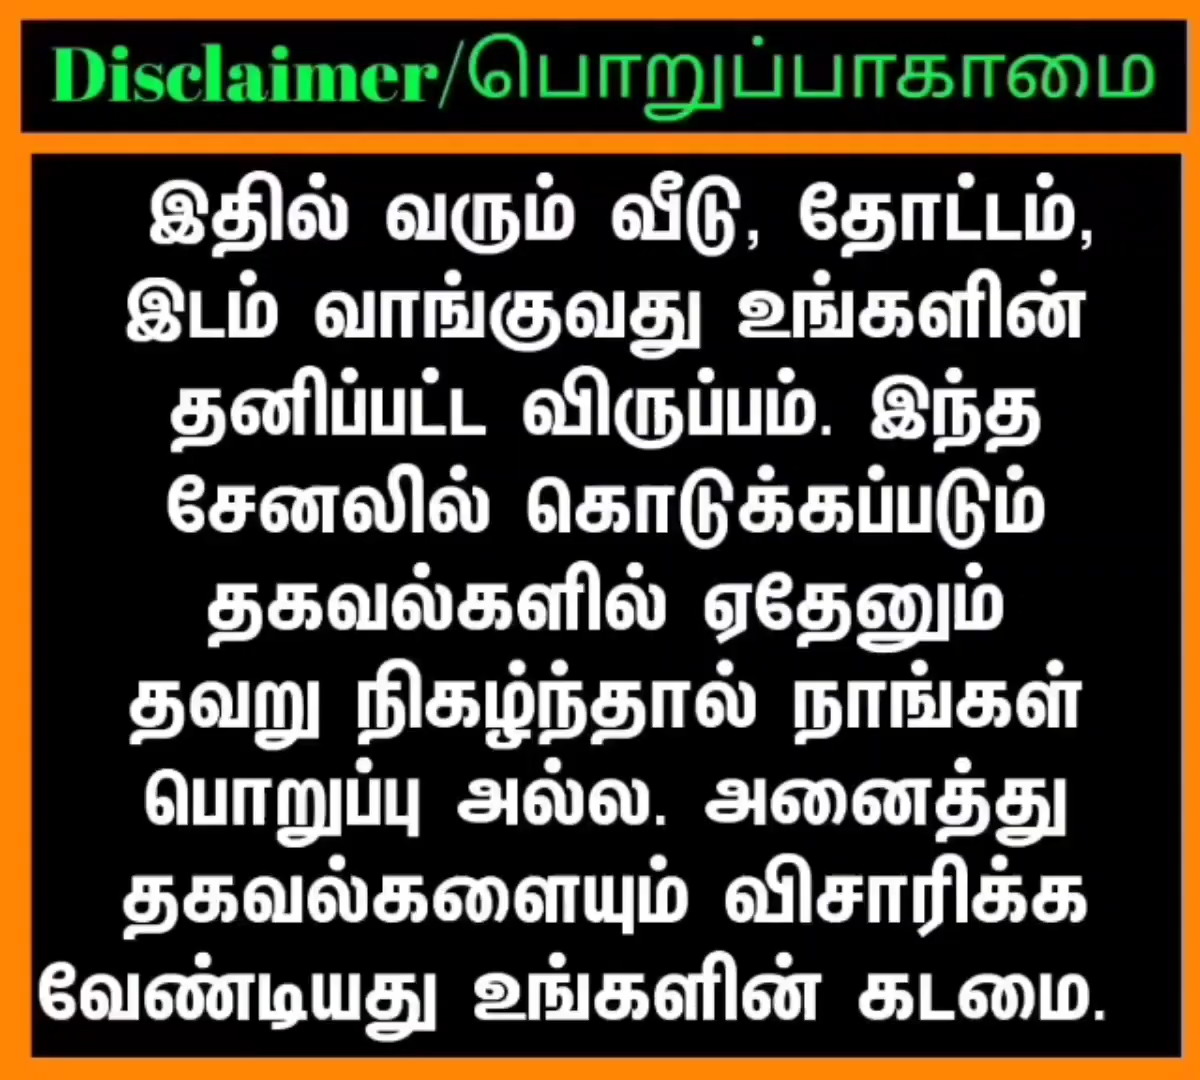 Disclaimer/பொறுப்பாகாமை
இதில் வரும் வீடு, தோட்டம்,
இடம் வாங்குவது உங்களின்
தனிப்பட்ட விருப்பம். இந்த
சேனலில் கொடுக்கப்படும்
தகவல்களில் ஏதேனும்
தவறு நிகழ்ந்தால் நாங்கள்
பொறுப்பு அல்ல. அனைத்து
தகவல்களையும் விசாரிக்க
வேண்டியது உங்களின் கடமை.